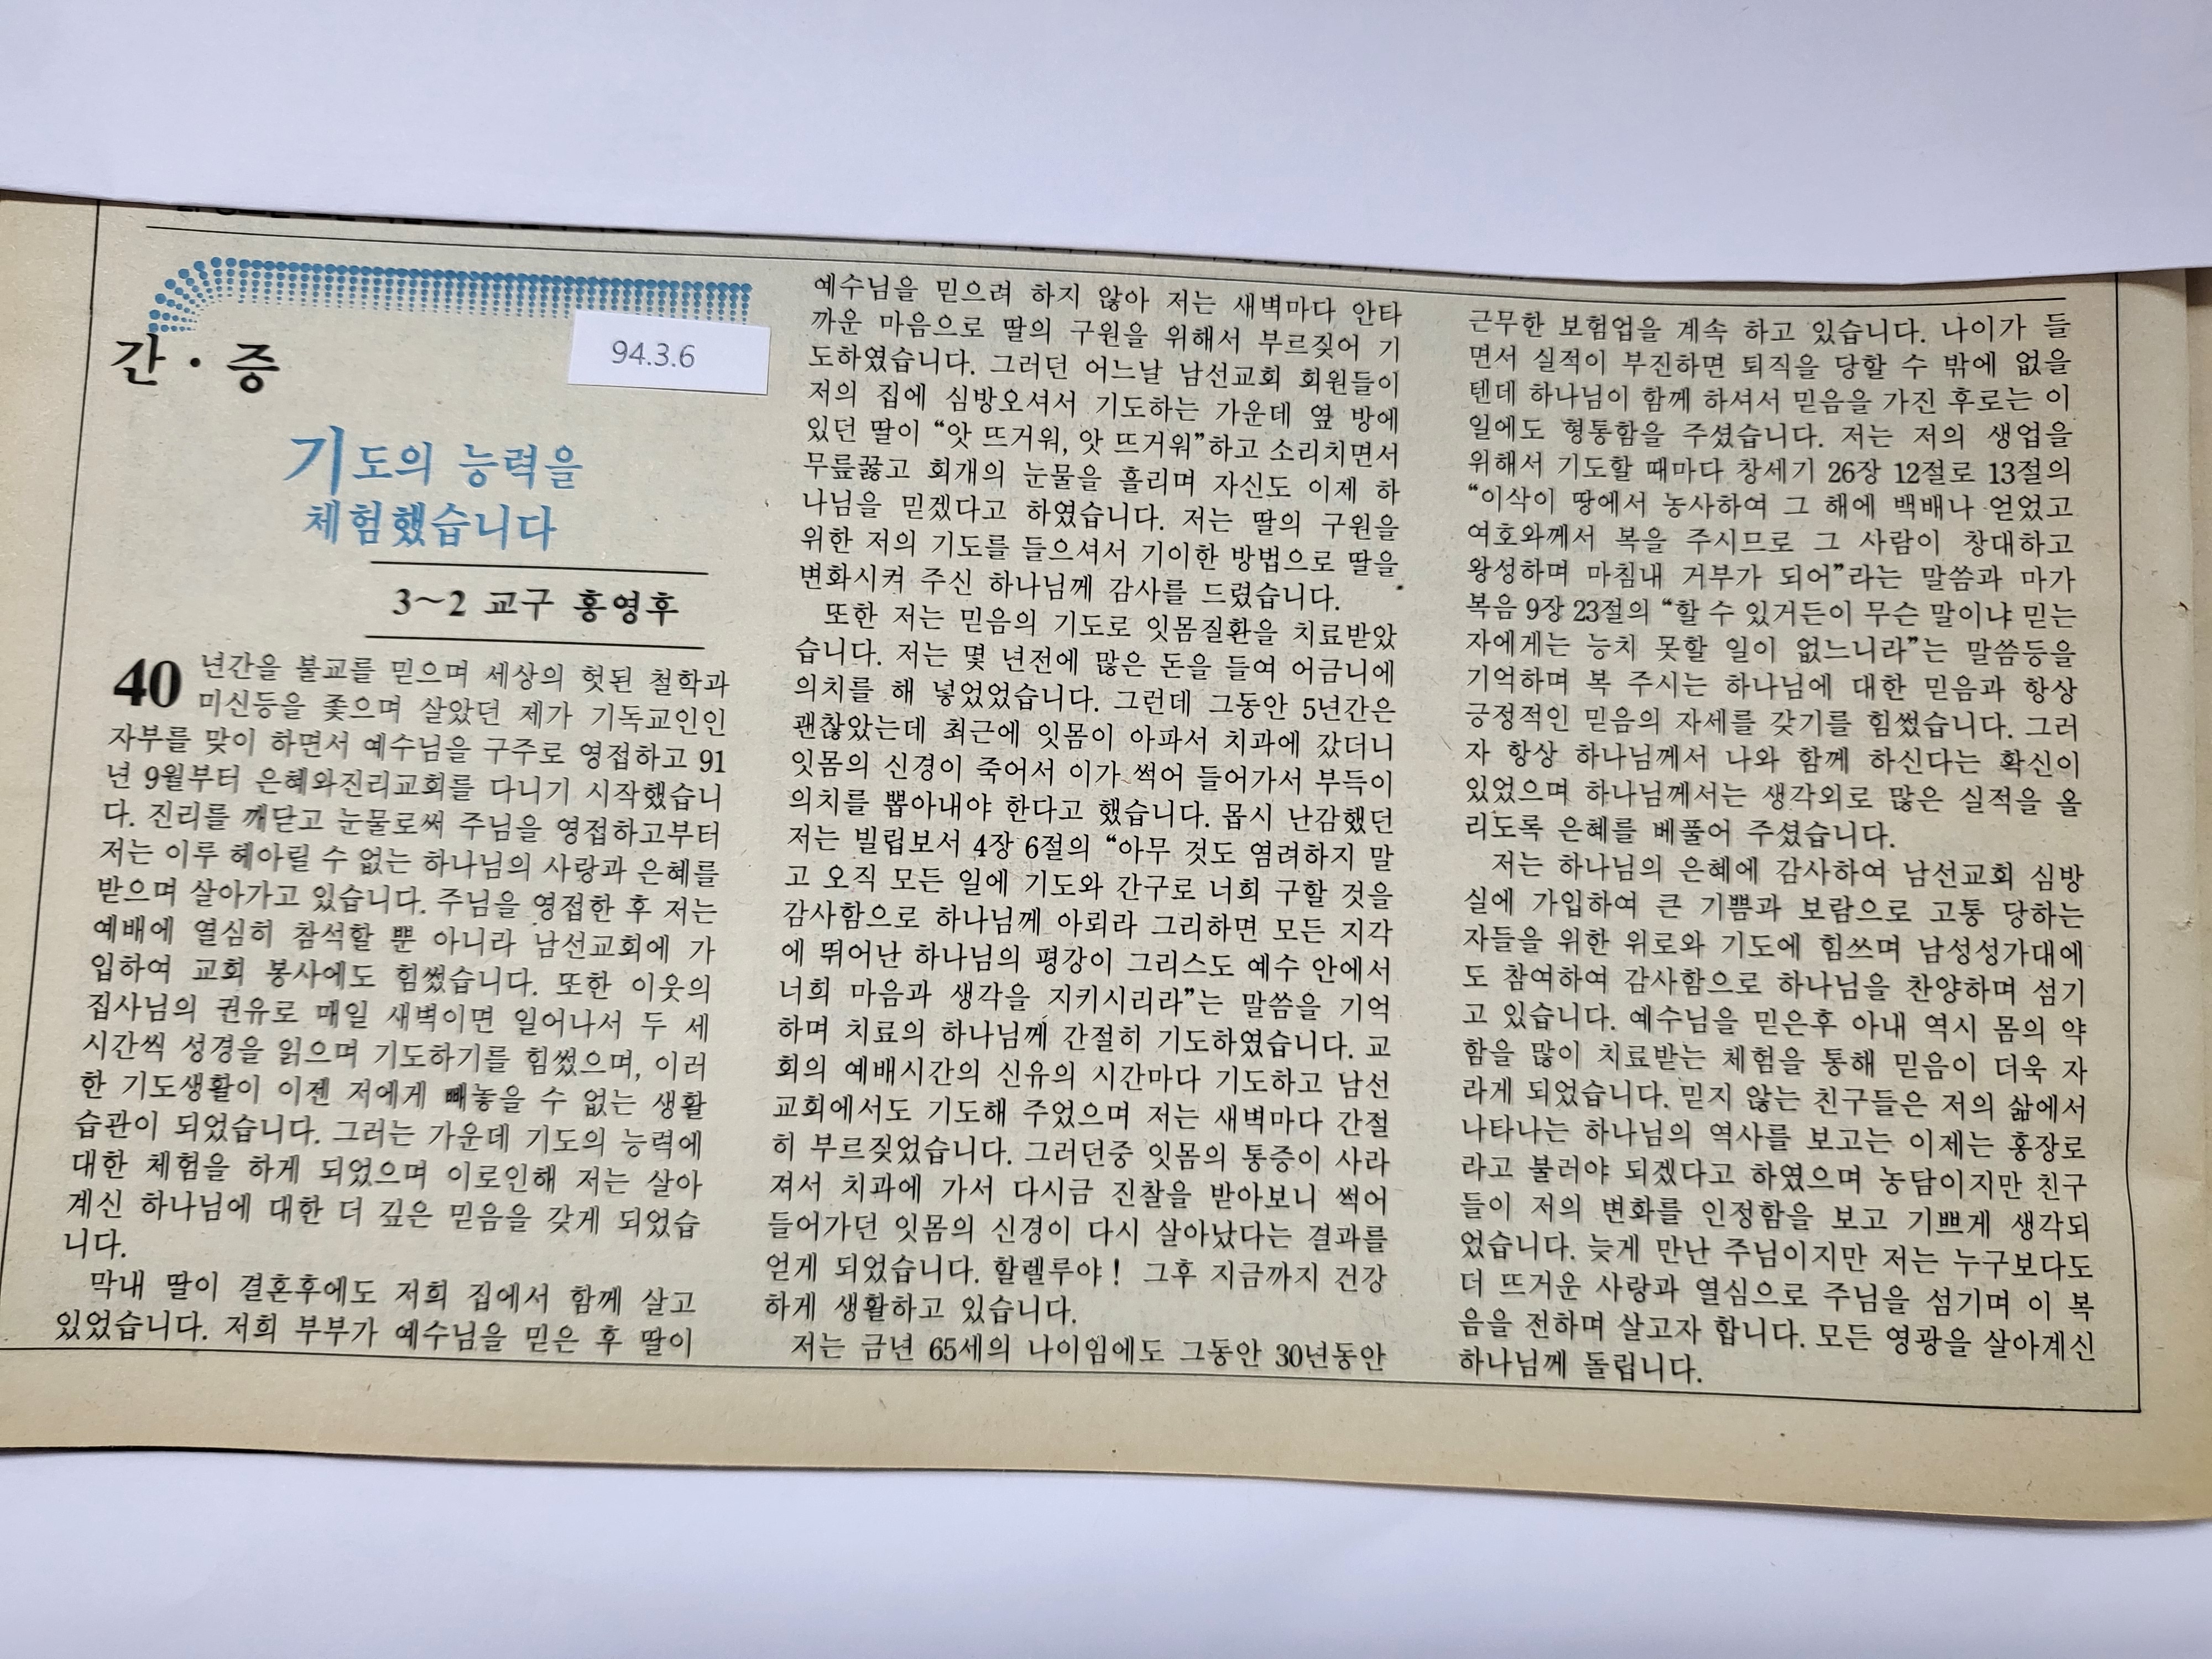 간·증
94.3.6
기도의 능력을
체험했습니다
3~2 교구 홍영후
40년간을 불교를 믿으며 세상의 헛된 철학과
미신등을 좇으며 살았던 제가 기독교인인
자부를 맞이 하면서 예수님을 구주로 영접하고 91
년 9월부터 은혜와진리교회를 다니기 시작했습니
다. 진리를 깨닫고 눈물로써 주님을 영접하고부터
저는 이루 헤아릴 수 없는 하나님의 사랑과 은혜를
받으며 살아가고 있습니다. 주님을 영접한 후 저는
예배에 열심히 참석할 뿐 아니라 남선교회에 가
입하여 교회 봉사에도 힘썼습니다. 또한 이웃의
집사님의 권유로 매일 새벽이면 일어나서 두 세
시간씩 성경을 읽으며 기도하기를 힘썼으며, 이러
한 기도생활이 이젠 저에게 빼놓을 수 없는 생활
습관이 되었습니다. 그러는 가운데 기도의 능력에
대한 체험을 하게 되었으며 이로인해 저는 살아
계신 하나님에 대한 더 깊은 믿음을 갖게 되었습
니다.
막내 딸이 결혼후에도 저희 집에서 함께 살고
있었습니다. 저희 부부가 예수님을 믿은 후 딸이
예수님을 믿으려 하지 않아 저는 새벽마다 안타
까운 마음으로 딸의 구원을 위해서 부르짖어 기
도하였습니다. 그러던 어느날 남선교회 회원들이
저의 집에 심방오셔서 기도하는 가운데 옆 방에
있던 딸이 “앗 뜨거워, 앗 뜨거워”하고 소리치면서
무릎꿇고 회개의 눈물을 흘리며 자신도 이제 하
나님을 믿겠다고 하였습니다. 저는 딸의 구원을
위한 저의 기도를 들으셔서 기이한 방법으로 딸을
변화시켜 주신 하나님께 감사를 드렸습니다.
또한 저는 믿음의 기도로 잇몸질환을 치료받았
습니다. 저는 몇 년전에 많은 돈을 들여 어금니에
의치를 해 넣었었습니다. 그런데 그동안 5년간은
괜찮았는데 최근에 잇몸이 아파서 치과에 갔더니
잇몸의 신경이 죽어서 이가 썩어 들어가서 부득이
의치를 뽑아내야 한다고 했습니다. 몹시 난감했던
저는 빌립보서 4장 6절의 “아무 것도 염려하지 말
고 오직 모든 일에 기도와 간구로 너희 구할 것을
감사함으로 하나님께 아뢰라 그리하면 모든 지각
에 뛰어난 하나님의 평강이 그리스도 예수 안에서
너희 마음과 생각을 지키시리라”는 말씀을 기억
하며 치료의 하나님께 간절히 기도하였습니다. 교
회의 예배시간의 신유의 시간마다 기도하고 남선
교회에서도 기도해 주었으며 저는 새벽마다 간절
히 부르짖었습니다. 그러던중 잇몸의 통증이 사라
져서 치과에 가서 다시금 진찰을 받아보니 썩어
들어가던 잇몸의 신경이 다시 살아났다는 결과를
얻게 되었습니다. 할렐루야! 그후 지금까지 건강
하게 생활하고 있습니다.
저는 금년 65세의 나이임에도 그동안 30년동안
근무한 보험업을 계속 하고 있습니다. 나이가 들
면서 실적이 부진하면 퇴직을 당할 수 밖에 없을
텐데 하나님이 함께 하셔서 믿음을 가진 후로는 이
일에도 형통함을 주셨습니다. 저는 저의 생업을
위해서 기도할 때마다 창세기 26장 12절로 13절의
“이삭이 땅에서 농사하여 그 해에 백배나 얻었고
여호와께서 복을 주시므로 그 사람이 창대하고
왕성하며 마침내 거부가 되어”라는 말씀과 마가
복음 9장 23절의 “할 수 있거든이 무슨 말이냐 믿는
자에게는 능치 못할 일이 없느니라”는 말씀등을
기억하며 복 주시는 하나님에 대한 믿음과 항상
긍정적인 믿음의 자세를 갖기를 힘썼습니다. 그러
자 항상 하나님께서 나와 함께 하신다는 확신이
있었으며 하나님께서는 생각외로 많은 실적을 올
리도록 은혜를 베풀어 주셨습니다.
저는 하나님의 은혜에 감사하여 남선교회 심방
실에 가입하여 큰 기쁨과 보람으로 고통 당하는
자들을 위한 위로와 기도에 힘쓰며 남성성가대에
도 참여하여 감사함으로 하나님을 찬양하며 섬기
고 있습니다. 예수님을 믿은후 아내 역시 몸의 약
함을 많이 치료받는 체험을 통해 믿음이 더욱 자
라게 되었습니다. 믿지 않는 친구들은 저의 삶에서
나타나는 하나님의 역사를 보고는 이제는 홍장로
라고 불러야 되겠다고 하였으며 농담이지만 친구
들이 저의 변화를 인정함을 보고 기쁘게 생각되
었습니다. 늦게 만난 주님이지만 저는 누구보다도
더 뜨거운 사랑과 열심으로 주님을 섬기며 이 복
음을 전하며 살고자 합니다. 모든 영광을 살아계신
하나님께 돌립니다.